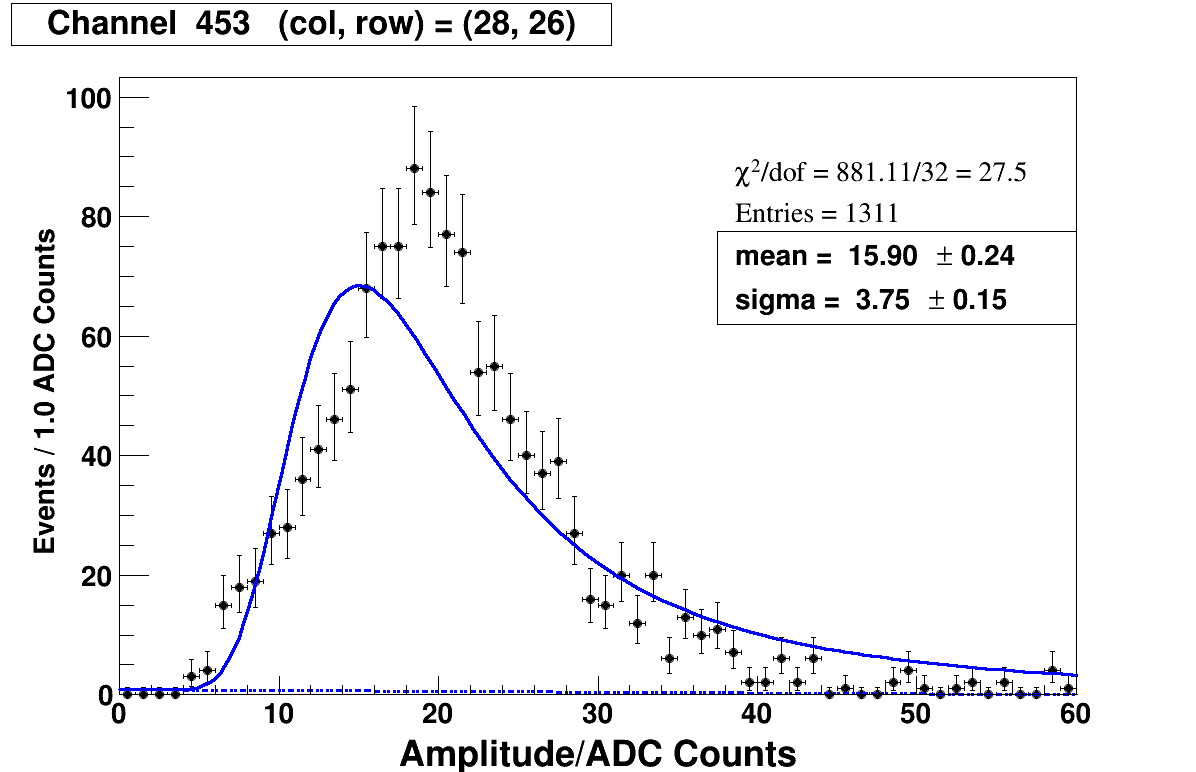 Channel 453 (col, row) = (28, 26)
χ²/dof = 881.11/32 = 27.5
Entries = 1311
mean = 15.90 ± 0.24
sigma = 3.75 ± 0.15
Events / 1.0 ADC Counts
100
80
60
40
20
0
0 10 20 30 40 50 60
Amplitude/ADC Counts